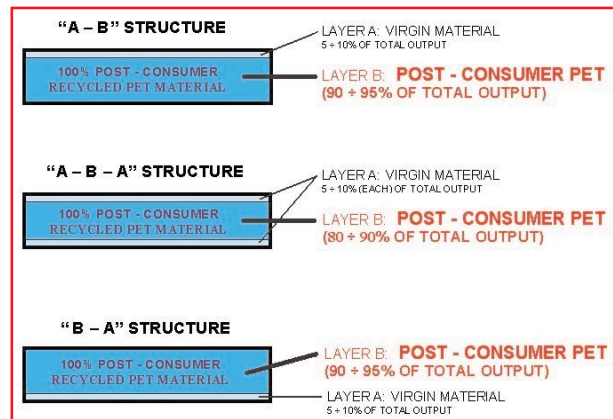 “A – B” STRUCTURE
100% POST - CONSUMER
RECYCLED PET MATERIAL
LAYER A: VIRGIN MATERIAL
5 ÷ 10% OF TOTAL OUTPUT
LAYER B: POST - CONSUMER PET
(90 ÷ 95% OF TOTAL OUTPUT)
“A – B – A” STRUCTURE
100% POST - CONSUMER
RECYCLED PET MATERIAL
LAYER A: VIRGIN MATERIAL
5 ÷ 10% (EACH) OF TOTAL OUTPUT
LAYER B: POST - CONSUMER PET
(80 ÷ 90% OF TOTAL OUTPUT)
“B – A” STRUCTURE
100% POST - CONSUMER
RECYCLED PET MATERIAL
LAYER B: POST - CONSUMER PET
(90 ÷ 95% OF TOTAL OUTPUT)
LAYER A: VIRGIN MATERIAL
5 ÷ 10% OF TOTAL OUTPUT